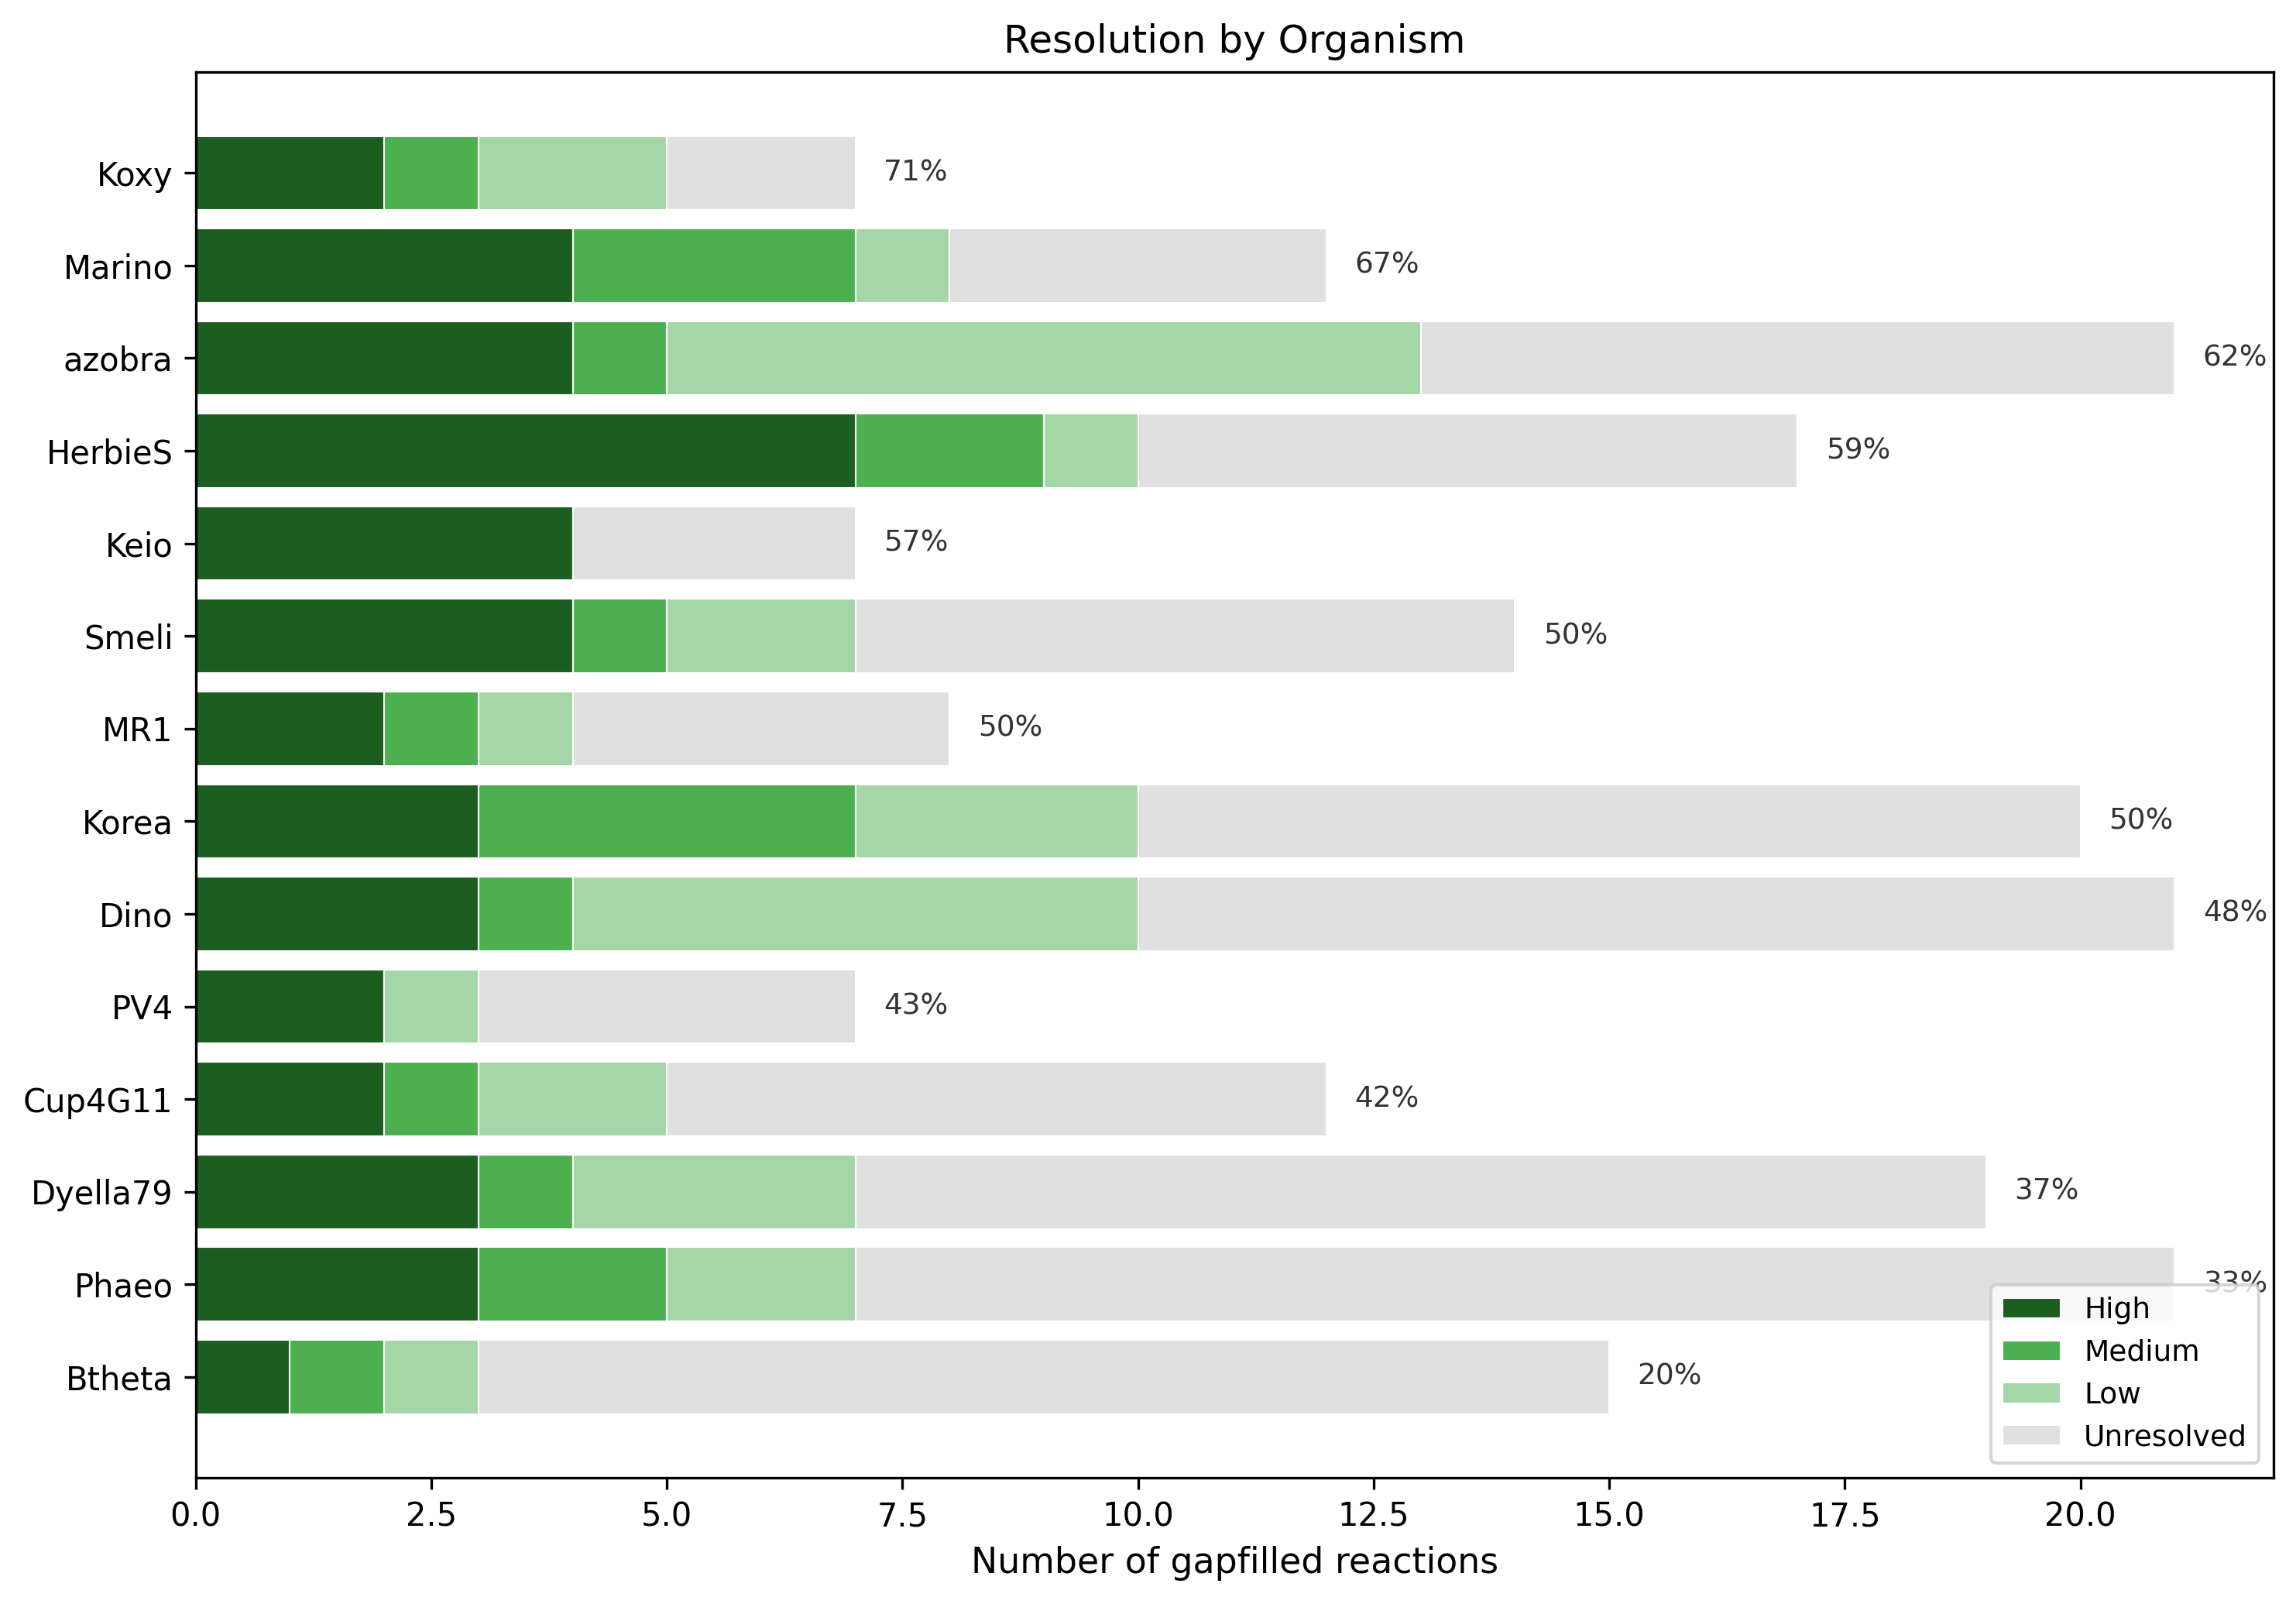 Resolution by Organism
Koxy 71%
Marino 67%
azobra 62%
HerbieS 59%
Keio 57%
Smeli 50%
MR1 50%
Korea 50%
Dino 48%
PV4 43%
Cup4G11 42%
Dyella79 37%
Phaeo 33%
Btheta 20%
High
Medium
Low
Unresolved
0.0 2.5 5.0 7.5 10.0 12.5 15.0 17.5 20.0
Number of gapfilled reactions